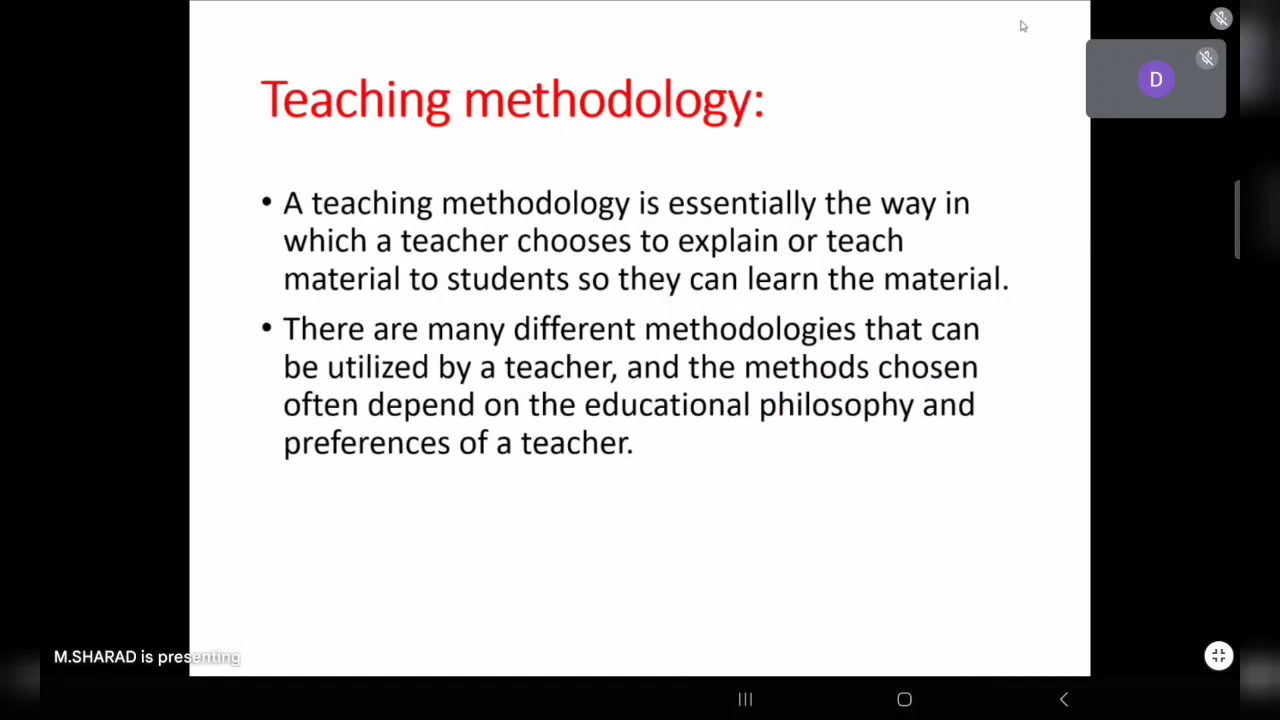 Teaching methodology:
D
• A teaching methodology is essentially the way in
which a teacher chooses to explain or teach
material to students so they can learn the material.
• There are many different methodologies that can
be utilized by a teacher, and the methods chosen
often depend on the educational philosophy and
preferences of a teacher.
M.SHARAD is presenting